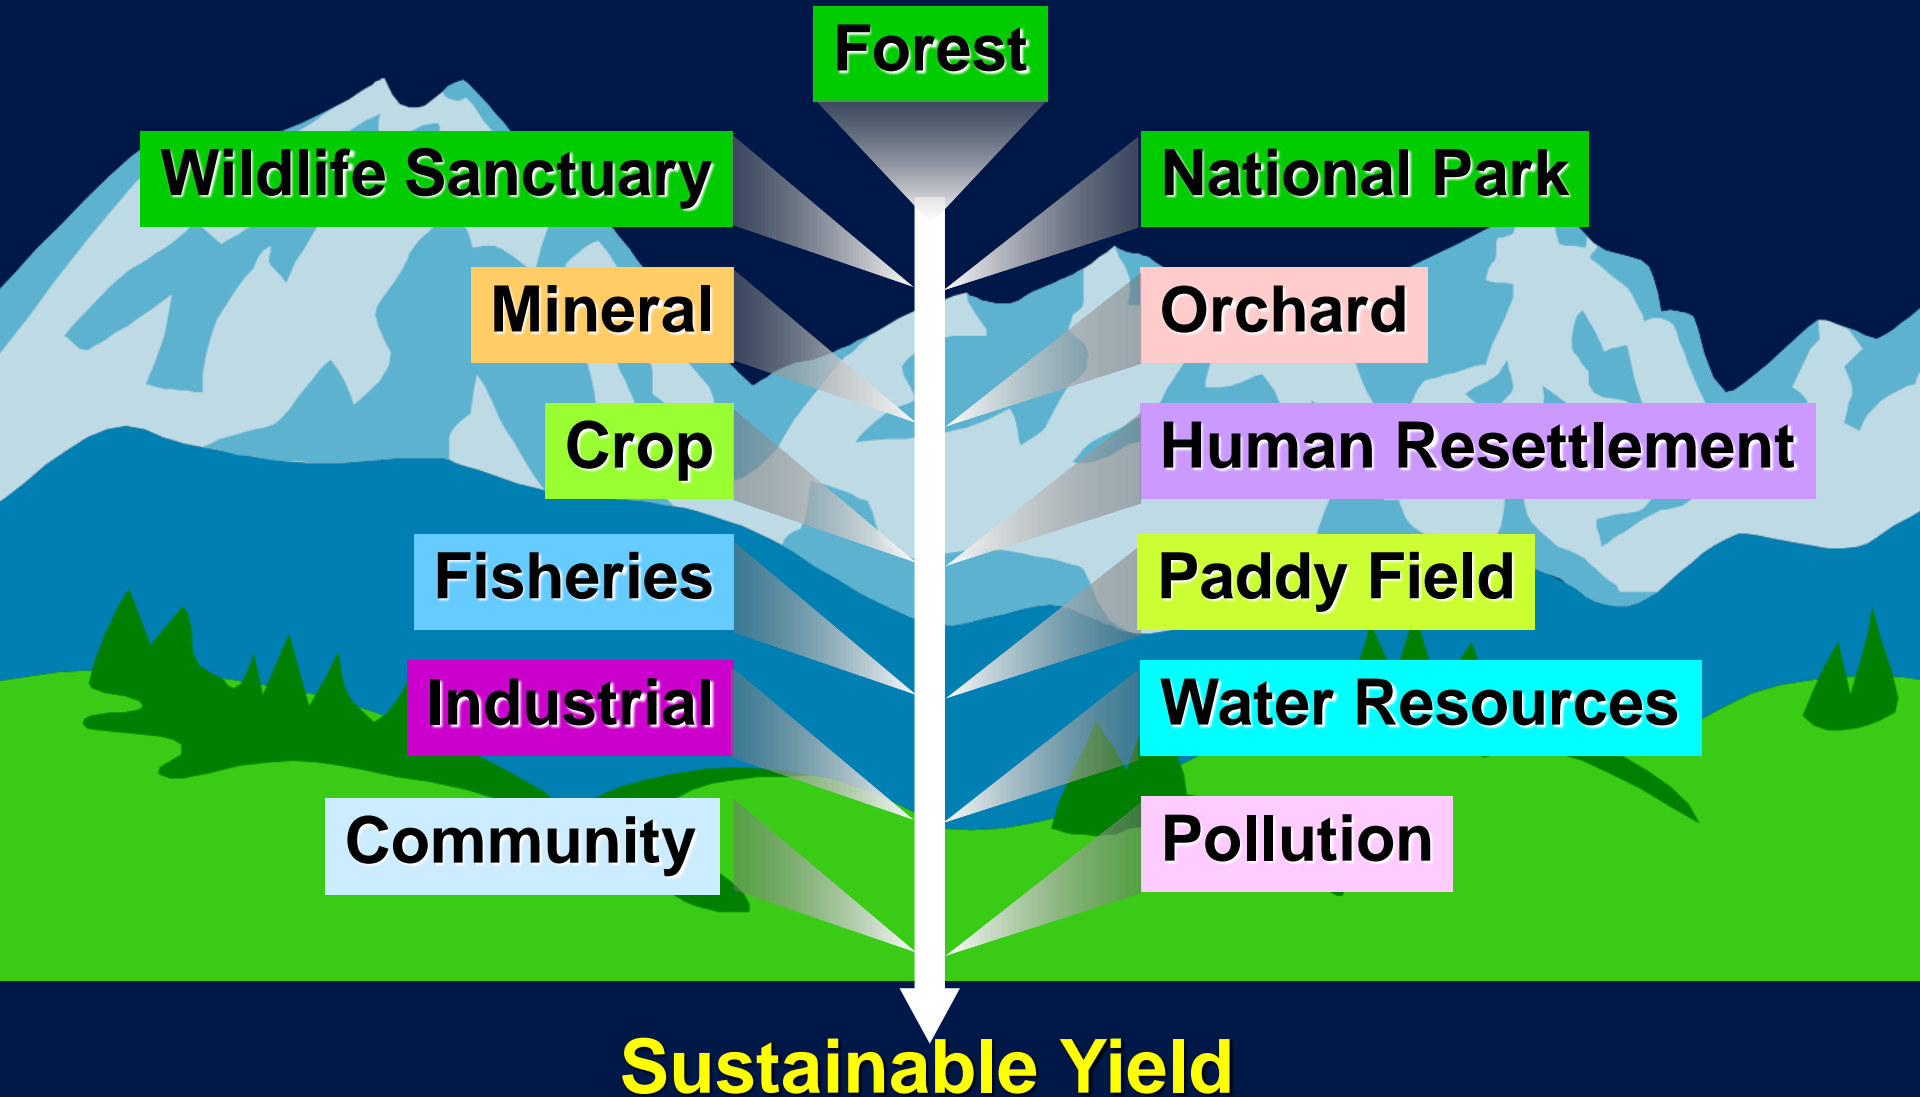 Forest
Wildlife Sanctuary
National Park
Mineral
Orchard
Crop
Human Resettlement
Fisheries
Paddy Field
Industrial
Water Resources
Community
Pollution
Sustainable Yield